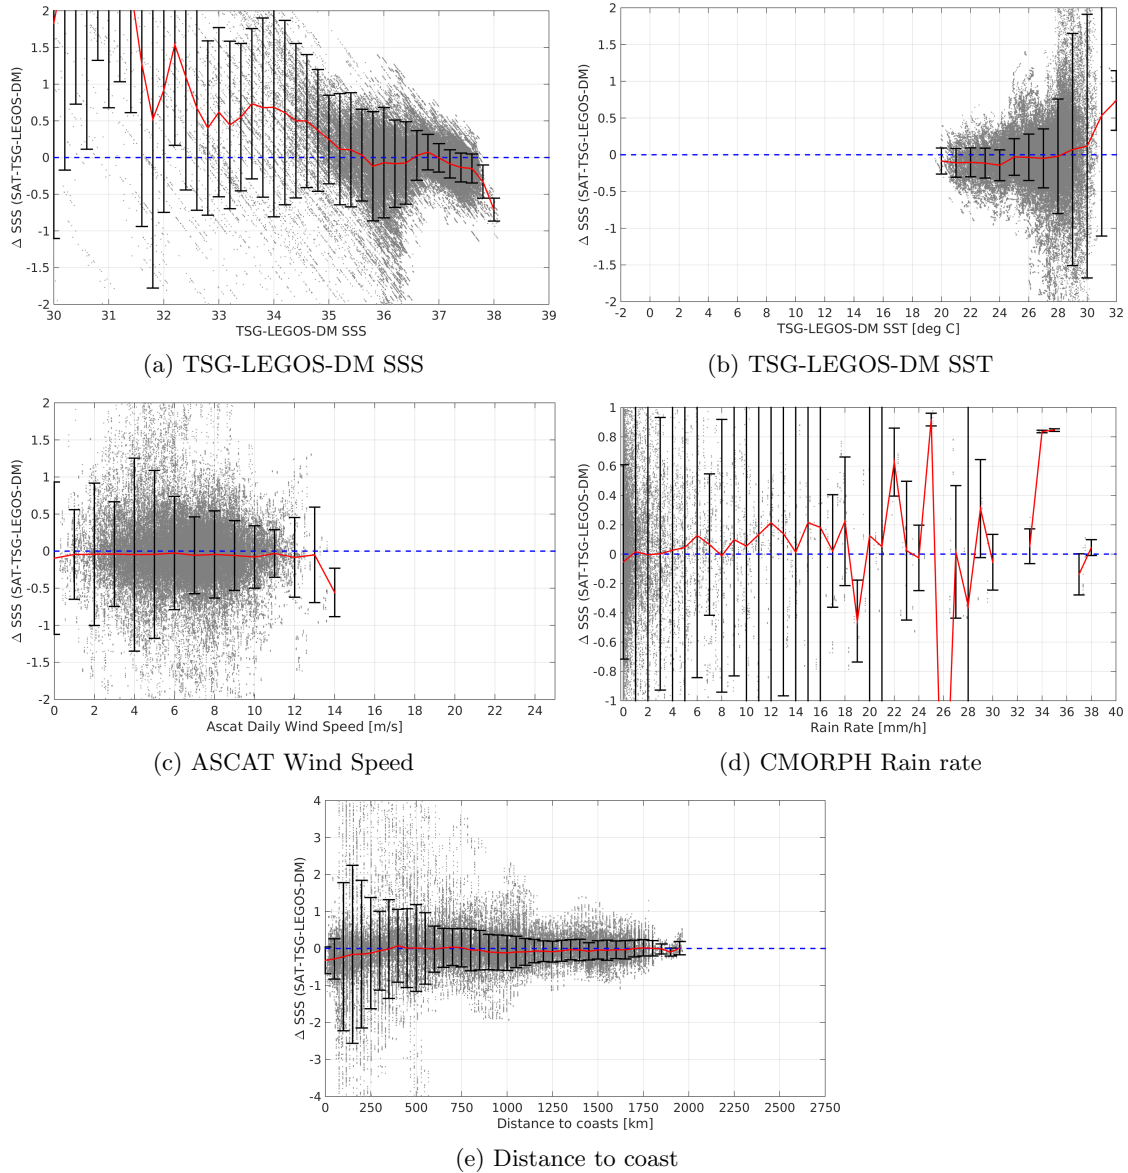 2
1.5
1
0.5
0
-0.5
-1
-1.5
-2
Δ SSS (SAT-TSG-LEGOS-DM)
30 31 32 33 34 35 36 37 38 39
TSG-LEGOS-DM SSS
(a) TSG-LEGOS-DM SSS
2
1.5
1
0.5
0
-0.5
-1
-1.5
-2
Δ SSS (SAT-TSG-LEGOS-DM)
-2 0 2 4 6 8 10 12 14 16 18 20 22 24 26 28 30 32
TSG-LEGOS-DM SST [deg C]
(b) TSG-LEGOS-DM SST
2
1.5
1
0.5
0
-0.5
-1
-1.5
-2
Δ SSS (SAT-TSG-LEGOS-DM)
0 2 4 6 8 10 12 14 16 18 20 22 24
Ascat Daily Wind Speed [m/s]
(c) ASCAT Wind Speed
1
0.8
0.6
0.4
0.2
0
-0.2
-0.4
-0.6
-0.8
-1
Δ SSS (SAT-TSG-LEGOS-DM)
0 2 4 6 8 10 12 14 16 18 20 22 24 26 28 30 32 34 36 38 40
Rain Rate [mm/h]
(d) CMORPH Rain rate
4
3
2
1
0
-1
-2
-3
-4
Δ SSS (SAT-TSG-LEGOS-DM)
0 250 500 750 1000 1250 1500 1750 2000 2250 2500 2750
Distance to coasts [km]
(e) Distance to coast